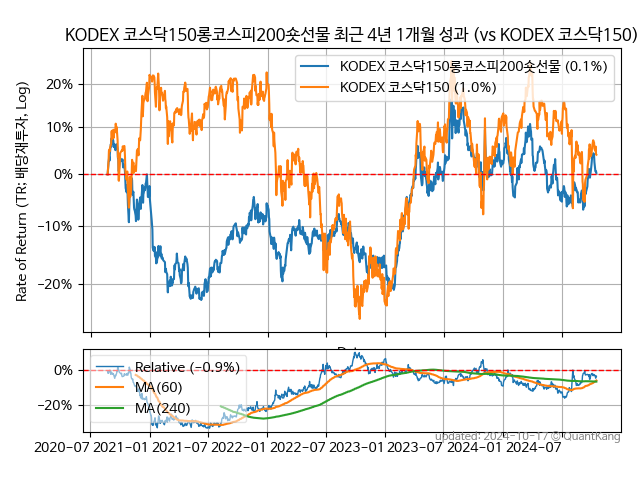 KODEX 코스닥150롱코스피200숏선물 최근 4년 1개월 성과 (vs KODEX 코스닥150)
Rate of Return (TR: 배당재투자, Log)
KODEX 코스닥150롱코스피200숏선물 (0.1%)
KODEX 코스닥150 (1.0%)
20%
10%
0%
−10%
−20%
Relative (−0.9%)
MA(60)
MA(240)
0%
−20%
2020−07 2021−01 2021−07 2022−01 2022−07 2023−01 2023−07 2024−01 2024−07
updated: 2024-10-17 © QuantKang